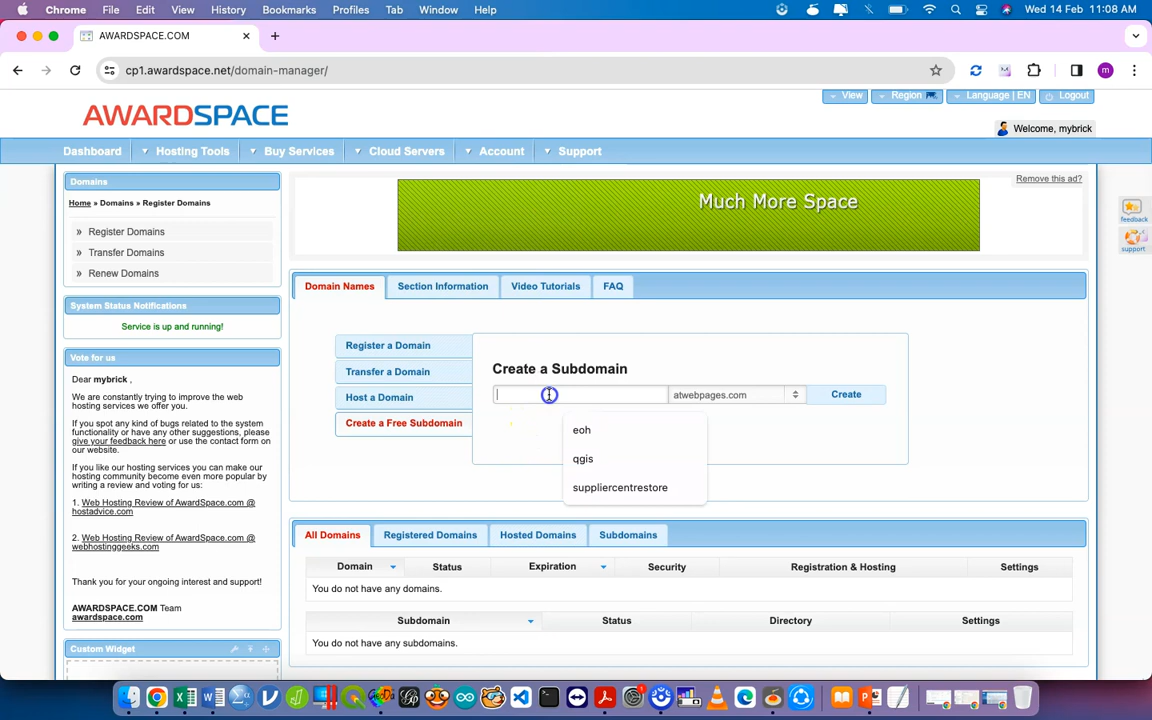 Chrome File Edit View History Bookmarks Profiles Tab Window Help Wed 14 Feb 11:08 AM
AWARDSPACE.COM
cp1.awardspace.net/domain-manager/
m
View Region Language | EN Logout
AWARDSPACE
Welcome, mybrick
Dashboard Hosting Tools Buy Services Cloud Servers Account Support
Domains
Home » Domains » Register Domains
» Register Domains
» Transfer Domains
» Renew Domains
System Status Notifications
Service is up and running!
Vote for us
Dear mybrick ,
We are constantly trying to improve the web
hosting services we offer you.
If you spot any kind of bugs related to the system
functionality or have any other suggestions, please
give your feedback here or use the contact form on
our website.
If you like our hosting services you can make our
hosting community become even more popular by
writing a review and voting for us:
1. Web Hosting Review of AwardSpace.com @
hostadvice.com
2. Web Hosting Review of AwardSpace.com @
webhostinggeeks.com
Thank you for your ongoing interest and support!
AWARDSPACE.COM Team
awardspace.com
Custom Widget
Remove this ad?
Much More Space
feedback
support
Domain Names Section Information Video Tutorials FAQ
Register a Domain
Transfer a Domain
Host a Domain
Create a Free Subdomain
Create a Subdomain
atwebpages.com Create
eoh
qgis
suppliercentrestore
All Domains Registered Domains Hosted Domains Subdomains
Domain Status Expiration Security Registration & Hosting Settings
You do not have any domains.
Subdomain Status Directory Settings
You do not have any subdomains.